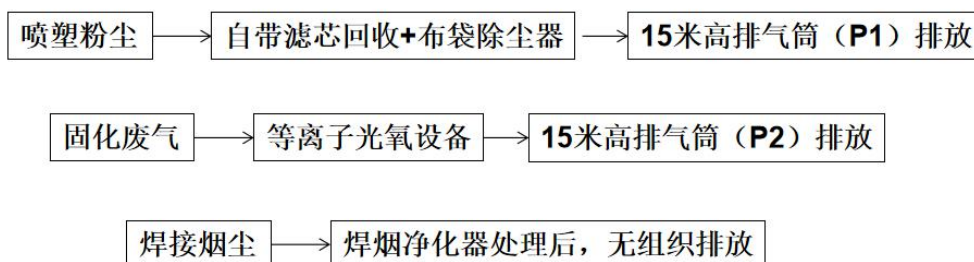 喷塑粉尘 自带滤芯回收+布袋除尘器 15米高排气筒（P1）排放
固化废气 等离子光氧设备 15米高排气筒（P2）排放
焊接烟尘 焊烟净化器处理后，无组织排放